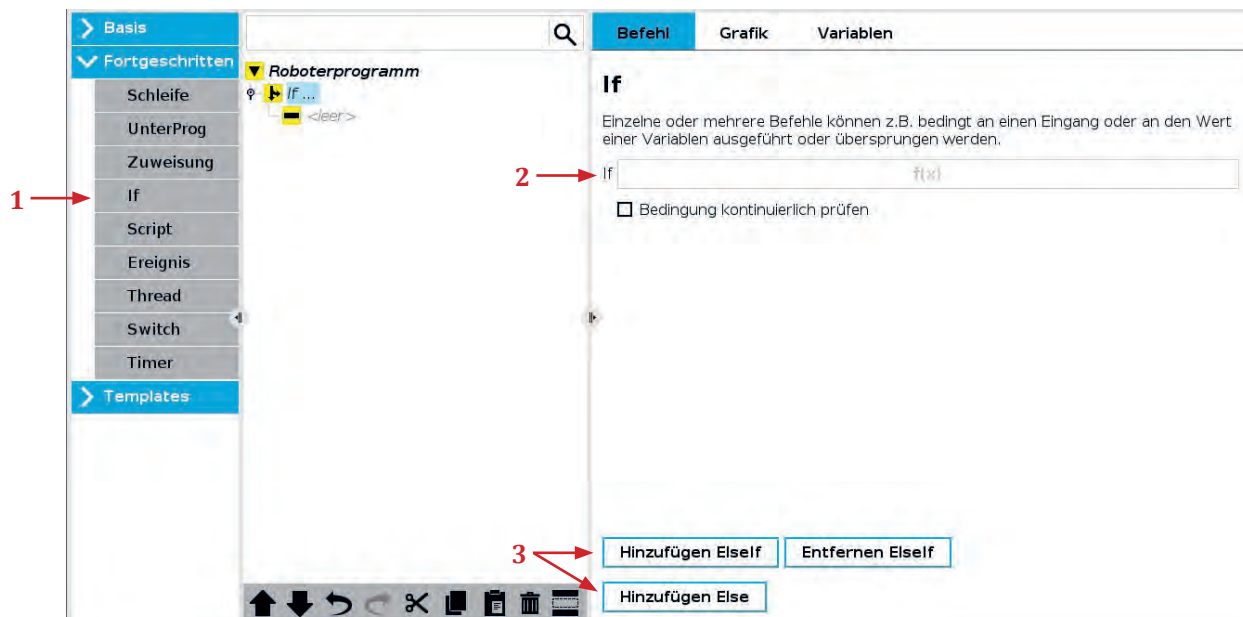 Basis
Fortgeschritten
Schleife
UnterProg
Zuweisung
1
If
Script
Ereignis
Thread
Switch
Timer
Templates
Roboterprogramm
If ...
<leer>
Befehl Grafik Variablen
If
Einzelne oder mehrere Befehle können z.B. bedingt an einen Eingang oder an den Wert
einer Variablen ausgeführt oder übersprungen werden.
2
If f(x)
Bedingung kontinuierlich prüfen
3
Hinzufügen ElseIf Entfernen ElseIf
Hinzufügen Else